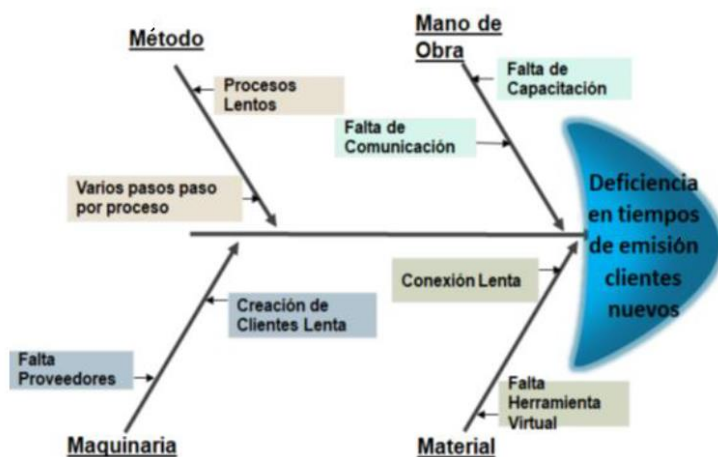 Método
Procesos
Lentos
Varios pasos paso
por proceso
Mano de
Obra
Falta de
Capacitación
Falta de
Comunicación
Deficiencia
en tiempos
de emisión
clientes
nuevos
Creación de
Clientes Lenta
Falta
Proveedores
Maquinaria
Conexión Lenta
Falta
Herramienta
Virtual
Material